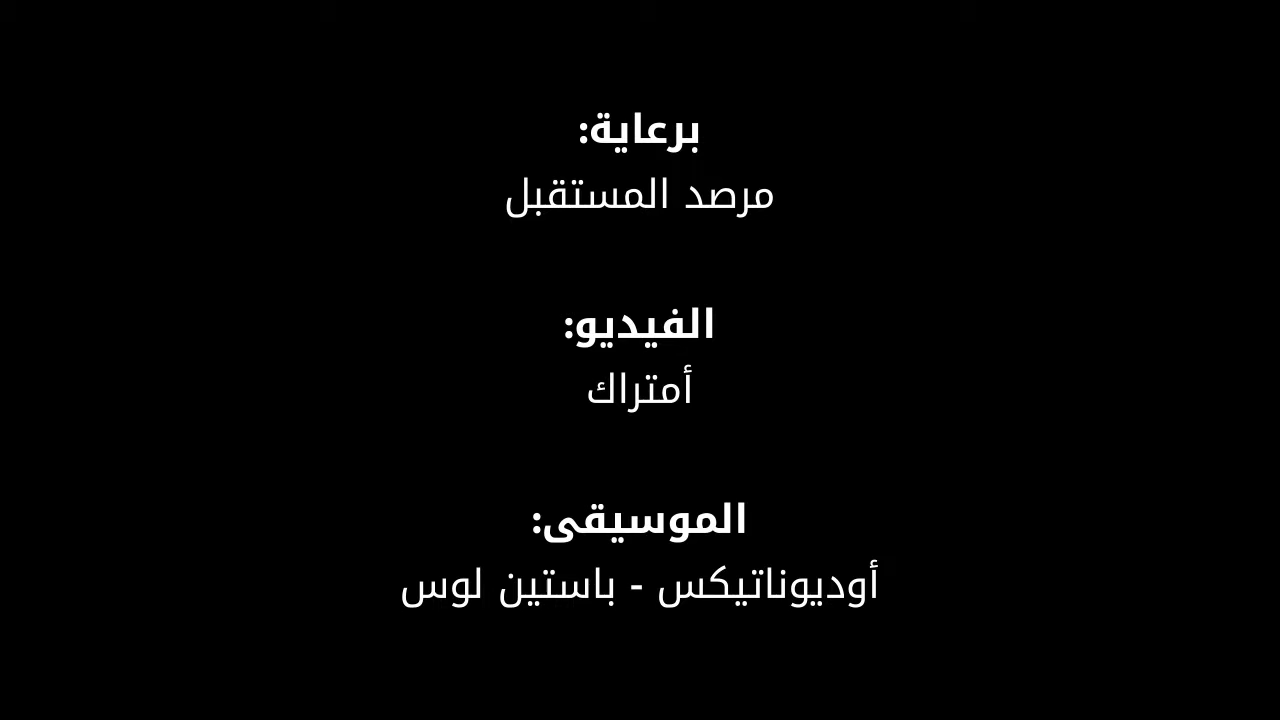 برعاية:
مرصد المستقبل
الفيديو:
أمتراك
الموسيقى:
أوديوناتيكس - باستين لوس